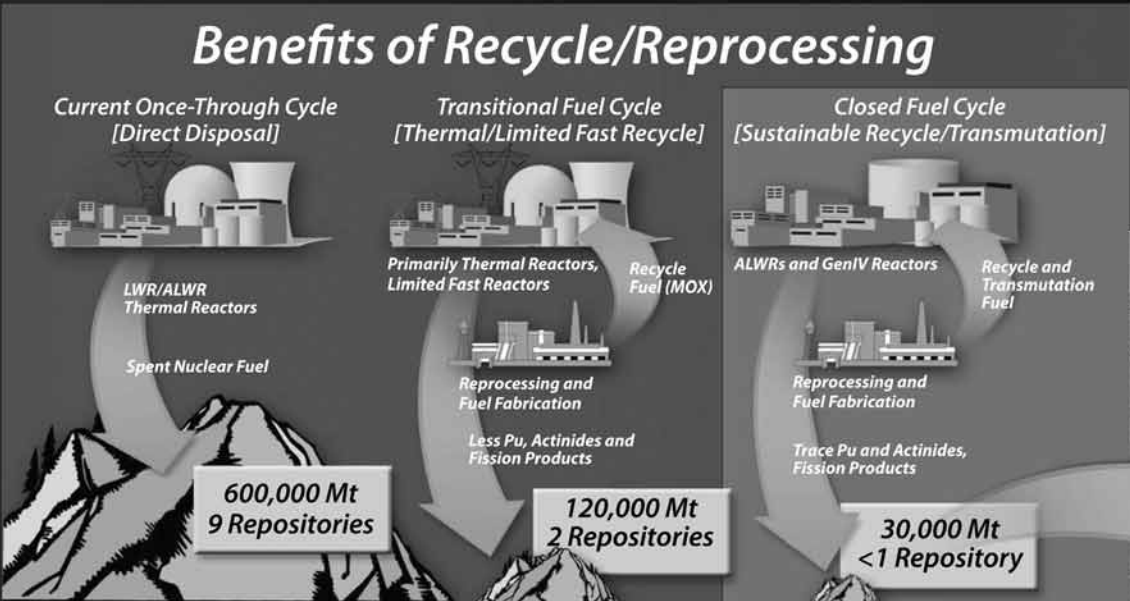 Benefits of Recycle/Reprocessing
Current Once-Through Cycle
[Direct Disposal]
LWR/ALWR
Thermal Reactors
Spent Nuclear Fuel
600,000 Mt
9 Repositories
Transitional Fuel Cycle
[Thermal/Limited Fast Recycle]
Primarily Thermal Reactors,
Limited Fast Reactors
Recycle
Fuel (MOX)
Reprocessing and
Fuel Fabrication
Less Pu, Actinides and
Fission Products
120,000 Mt
2 Repositories
Closed Fuel Cycle
[Sustainable Recycle/Transmutation]
ALWRs and GenIV Reactors
Recycle and
Transmutation
Fuel
Reprocessing and
Fuel Fabrication
Trace Pu and Actinides,
Fission Products
30,000 Mt
<1 Repository